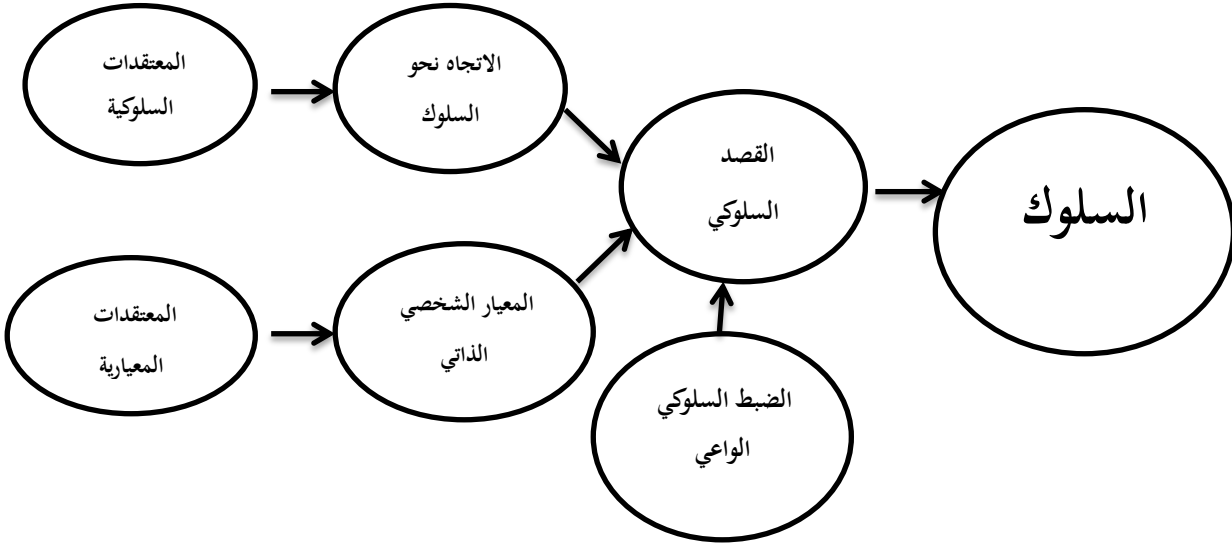 المعتقدات
السلوكية
الاتجاه نحو
السلوك
القصد
السلوكي
السلوك
المعتقدات
المعيارية
المعيار الشخصي
الذاتي
الضبط السلوكي
الواعي